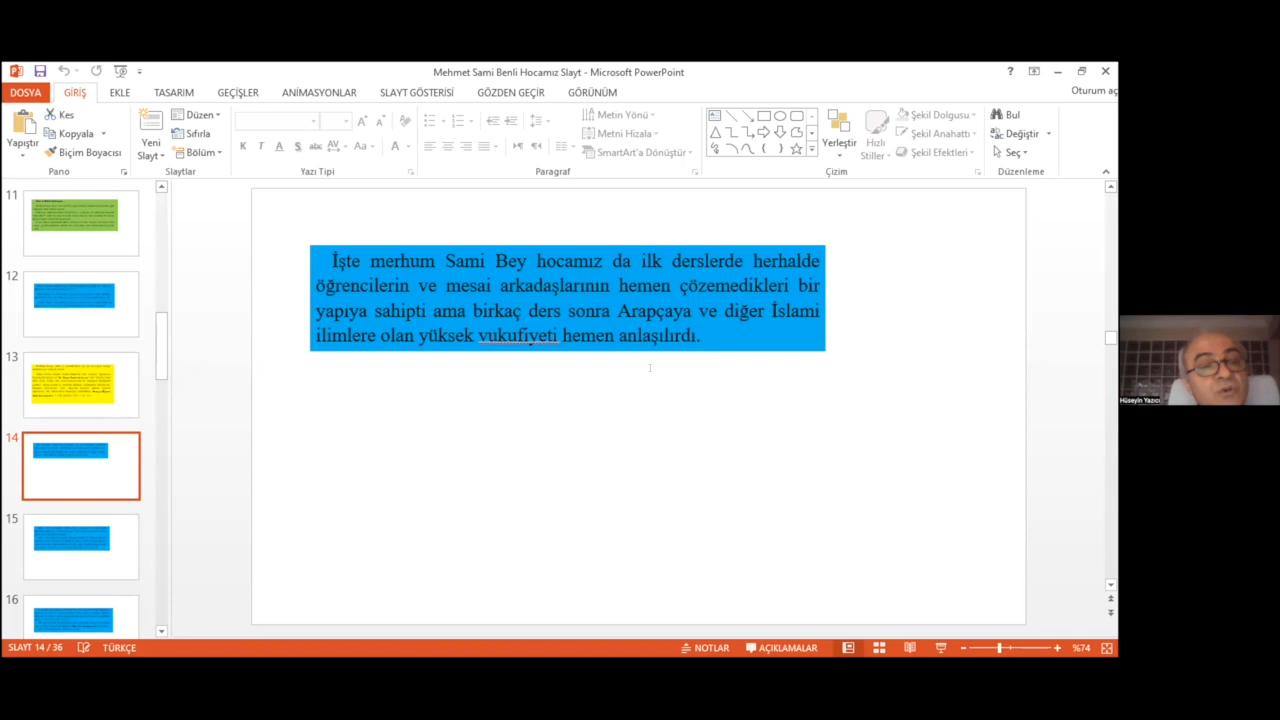 Mehmet Sami Benli Hocamız Slayt - Microsoft PowerPoint
DOSYA GİRİŞ EKLE TASARIM GEÇİŞLER ANİMASYONLAR SLAYT GÖSTERİSİ GÖZDEN GEÇİR GÖRÜNÜM Oturum aç
Yapıştır
Kes
Kopyala
Biçim Boyacısı
Pano
Yeni
Slayt
Düzen
Sıfırla
Bölüm
Slaytlar
Yazı Tipi
Metin Yönü
Metni Hizala
SmartArt'a Dönüştür
Paragraf
Yerleştir
Hızlı
Stiller
Şekil Dolgusu
Şekil Anahattı
Şekil Efektleri
Çizim
Bul
Değiştir
Seç
Düzenleme
11
12
13
14
15
16
İşte merhum Sami Bey hocamız da ilk derslerde herhalde
öğrencilerin ve mesai arkadaşlarının hemen çözemedikleri bir
yapıya sahipti ama birkaç ders sonra Arapçaya ve diğer İslami
ilimlere olan yüksek vukufiyeti hemen anlaşılırdı.
Hüseyin Yazıcı
SLAYT 14 / 36 TÜRKÇE NOTLAR AÇIKLAMALAR %74